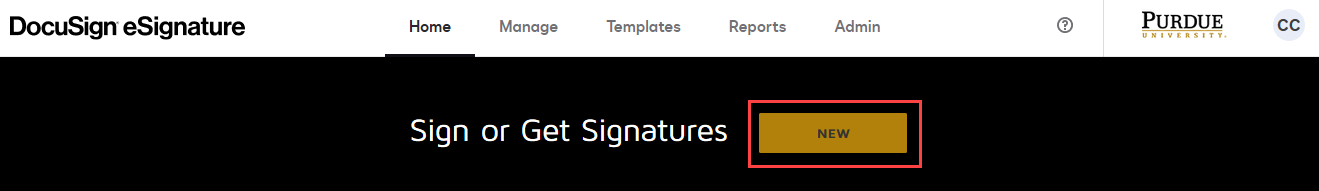 DocuSign eSignature
Home
Manage
Templates
Reports
Admin
?
PURDUE
UNIVERSITY.
CC
Sign or Get Signatures
NEW